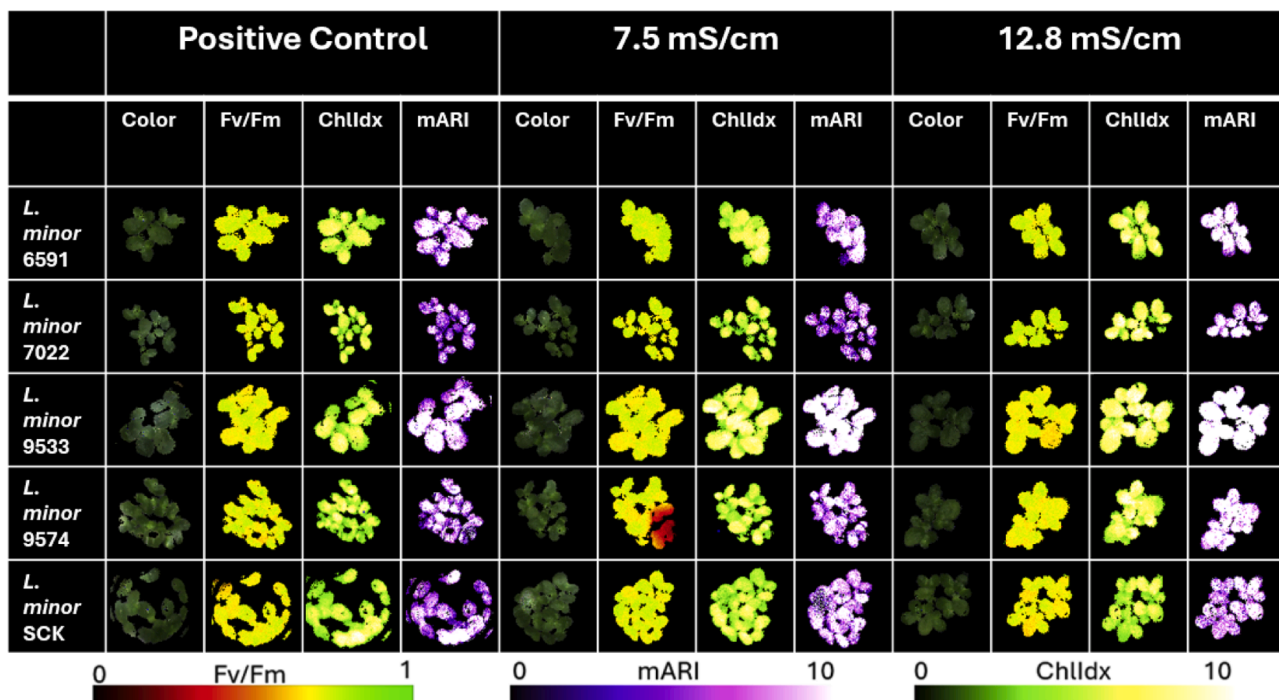 Positive Control 7.5 mS/cm 12.8 mS/cm
Color Fv/Fm ChlIdx mARI Color Fv/Fm ChlIdx mARI Color Fv/Fm ChlIdx mARI
L.
minor
6591
L.
minor
7022
L.
minor
9533
L.
minor
9574
L.
minor
SCK
0 Fv/Fm 1 0 mARI 10 0 ChlIdx 10